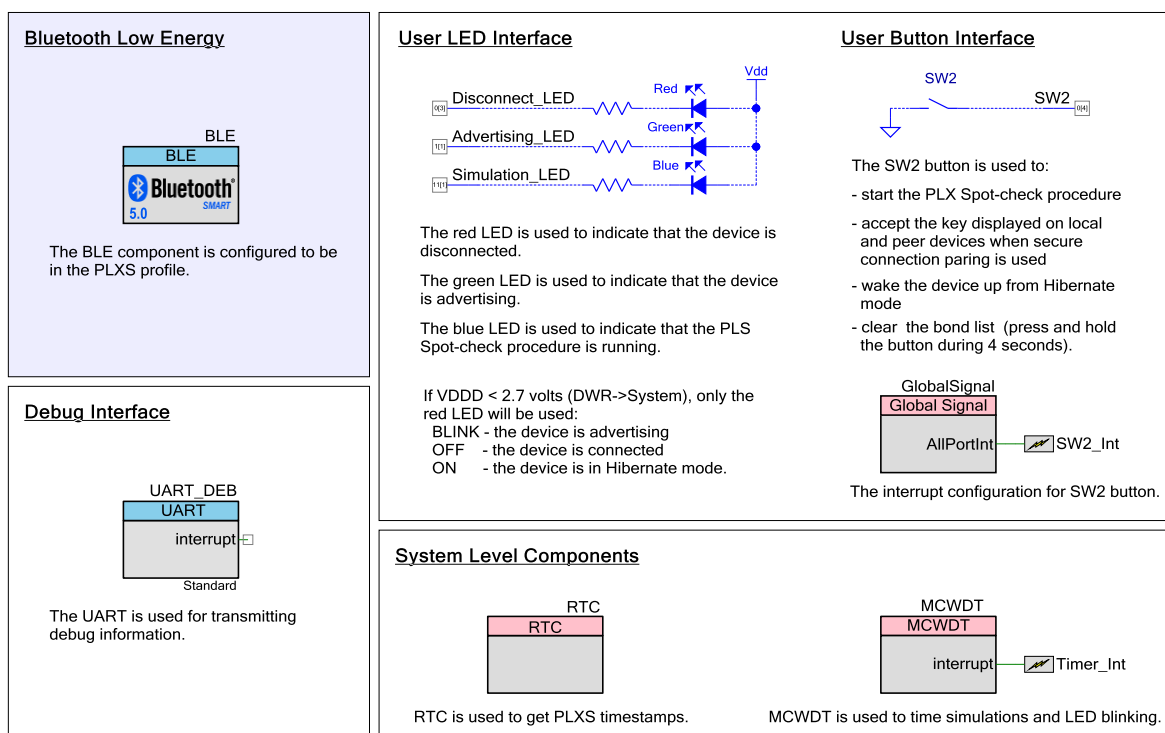 Bluetooth Low Energy
BLE
BLE
Bluetooth®
SMART
5.0
The BLE component is configured to be
in the PLXS profile.
Debug Interface
UART_DEB
UART
interrupt
Standard
The UART is used for transmitting
debug information.
User LED Interface
Vdd
0[3]
Disconnect_LED
Red
1[1]
Advertising_LED
Green
11[1]
Simulation_LED
Blue
The red LED is used to indicate that the device is
disconnected.
The green LED is used to indicate that the device
is advertising.
The blue LED is used to indicate that the PLS
Spot-check procedure is running.
If VDDD < 2.7 volts (DWR->System), only the
red LED will be used:
BLINK - the device is advertising
OFF - the device is connected
ON - the device is in Hibernate mode.
User Button Interface
SW2
SW2
0[4]
The SW2 button is used to:
- start the PLX Spot-check procedure
- accept the key displayed on local
and peer devices when secure
connection paring is used
- wake the device up from Hibernate
mode
- clear the bond list (press and hold
the button during 4 seconds).
GlobalSignal
Global Signal
AllPortInt
SW2_Int
The interrupt configuration for SW2 button.
System Level Components
RTC
RTC
RTC is used to get PLXS timestamps.
MCWDT
MCWDT
interrupt
Timer_Int
MCWDT is used to time simulations and LED blinking.